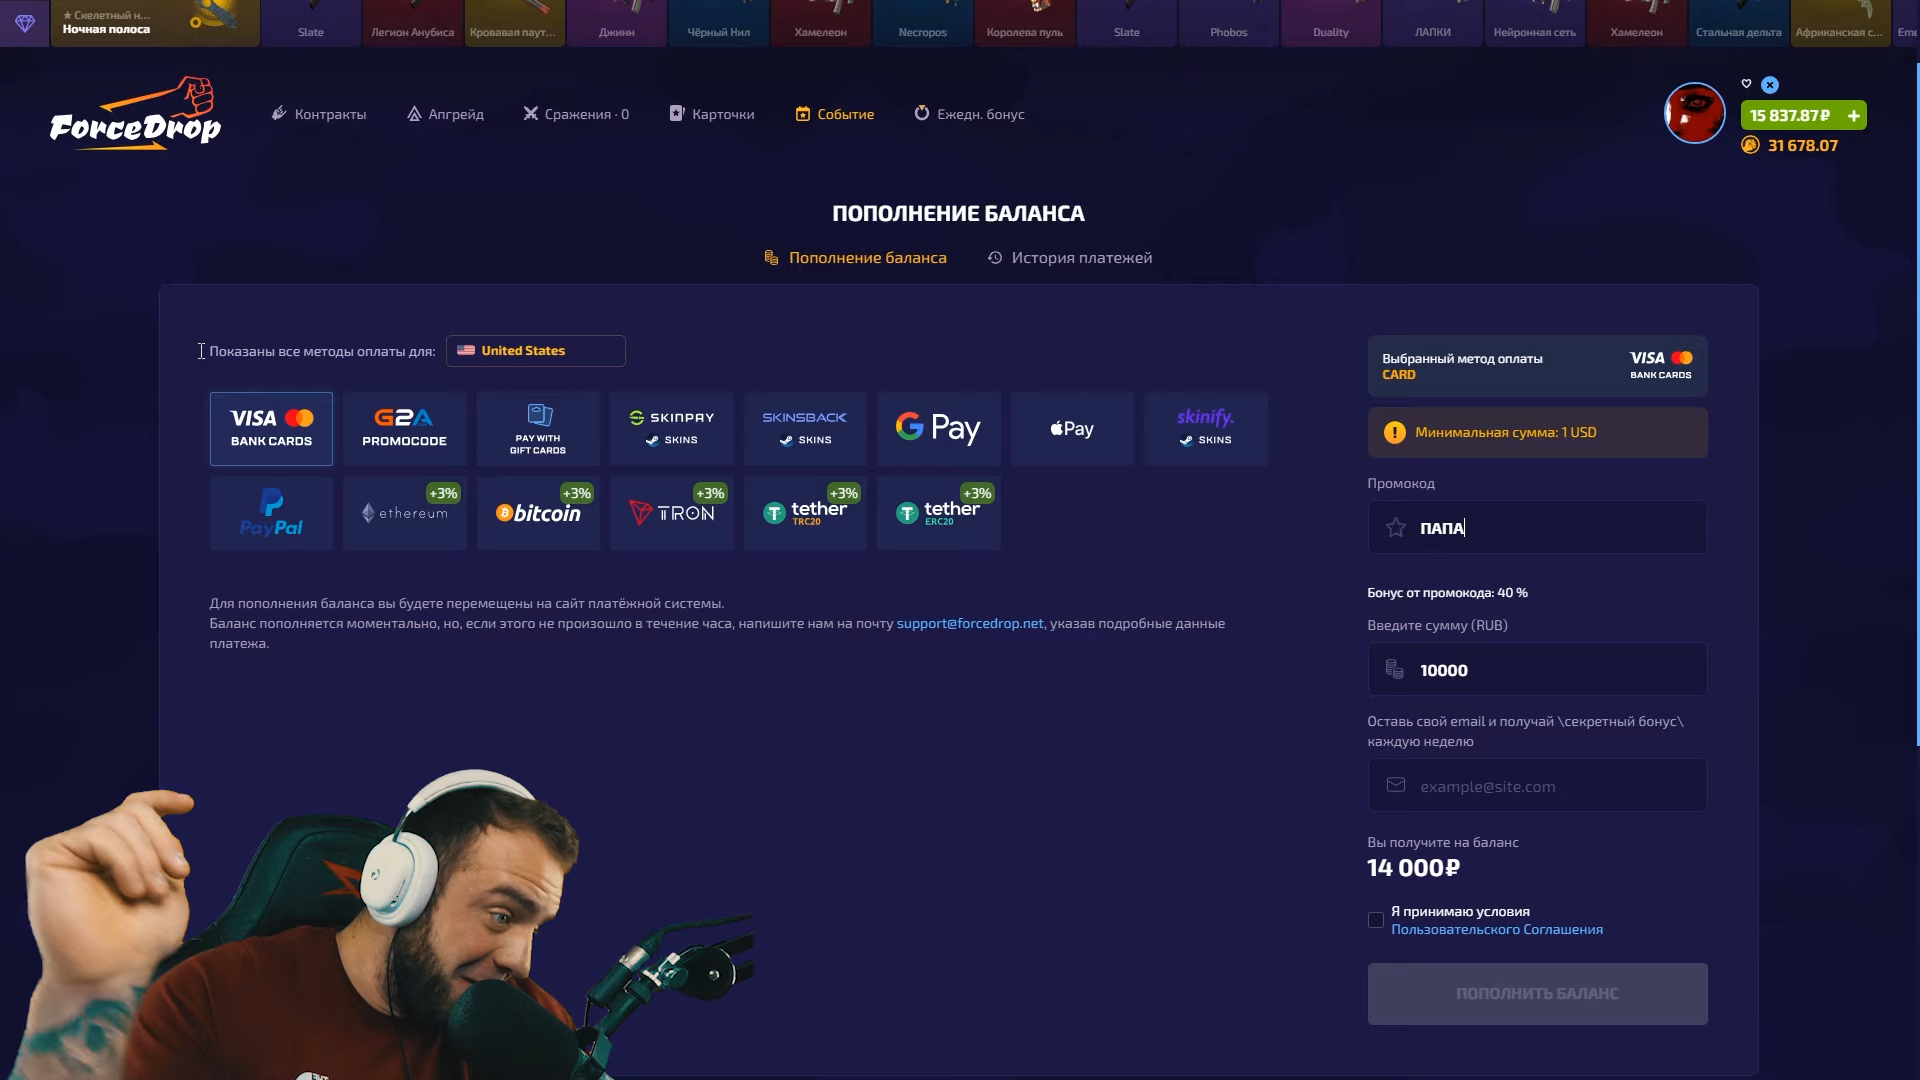 ★ Скелетный н...
Ночная полоса
Slate
Легион Анубиса
Кровавая паут...
Джинн
Чёрный Нил
Хамелеон
Necropos
Королева пуль
Slate
Phobos
Duality
ЛАПКИ
Нейронная сеть
Хамелеон
Стальная дельта
Африканская с...
Eme
ForceDrop
Контракты
Апгрейд
Сражения · 0
Карточки
Событие
Ежедн. бонус
15 837.87₽ +
31 678.07
ПОПОЛНЕНИЕ БАЛАНСА
Пополнение баланса
История платежей
Показаны все методы оплаты для:
United States
VISA
BANK CARDS
G2A
PROMOCODE
PAY WITH
GIFT CARDS
SKINPAY
SKINS
SKINSBACK
SKINS
G Pay
Pay
skinify.
SKINS
PayPal
ethereum
+3%
bitcoin
+3%
TRON
+3%
tether
TRC20
+3%
tether
ERC20
+3%
Для пополнения баланса вы будете перемещены на сайт платёжной системы.
Баланс пополняется моментально, но, если этого не произошло в течение часа, напишите нам на почту support@forcedrop.net, указав подробные данные
платежа.
Выбранный метод оплаты
CARD
VISA
BANK CARDS
Минимальная сумма: 1 USD
Промокод
ПАПА
Бонус от промокода: 40 %
Введите сумму (RUB)
10000
Оставь свой email и получай \секретный бонус\
каждую неделю
example@site.com
Вы получите на баланс
14 000₽
Я принимаю условия
Пользовательского Соглашения
ПОПОЛНИТЬ БАЛАНС